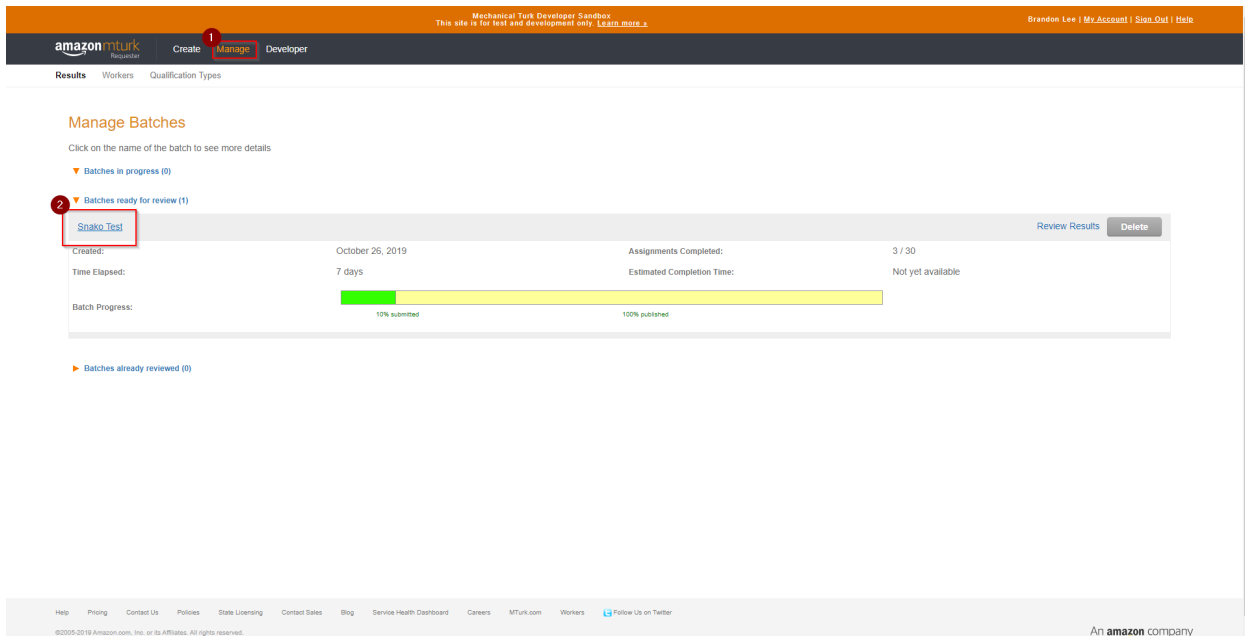 Mechanical Turk Developer Sandbox
This site is for test and development only. Learn more »
Brandon Lee | My Account | Sign Out | Help
amazonmturk
Requester
Create
1
Manage
Developer
Results
Workers
Qualification Types
Manage Batches
Click on the name of the batch to see more details
Batches in progress (0)
2
Batches ready for review (1)
Snako Test
Review Results
Delete
Created:
October 26, 2019
Assignments Completed:
3 / 30
Time Elapsed:
7 days
Estimated Completion Time:
Not yet available
Batch Progress:
10% submitted
100% published
Batches already reviewed (0)
Help
Pricing
Contact Us
Policies
State Licensing
Contact Sales
Blog
Service Health Dashboard
Careers
MTurk.com
Workers
Follow Us on Twitter
©2005-2018 Amazon.com, Inc. or its Affiliates. All rights reserved.
An amazon company